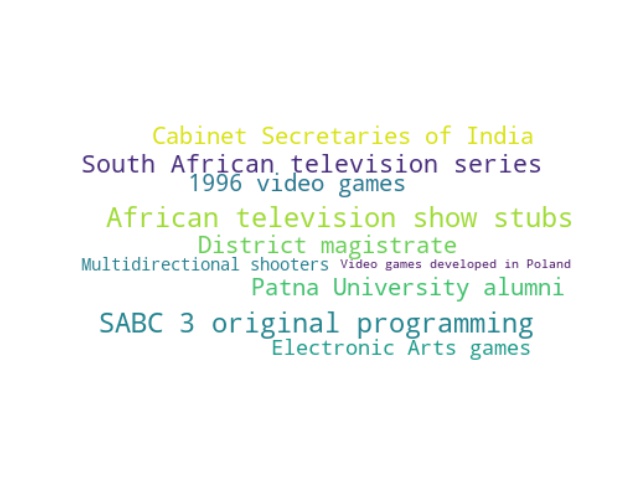 Cabinet Secretaries of India
South African television series
1996 video games
African television show stubs
District magistrate
Multidirectional shooters Video games developed in Poland
Patna University alumni
SABC 3 original programming
Electronic Arts games